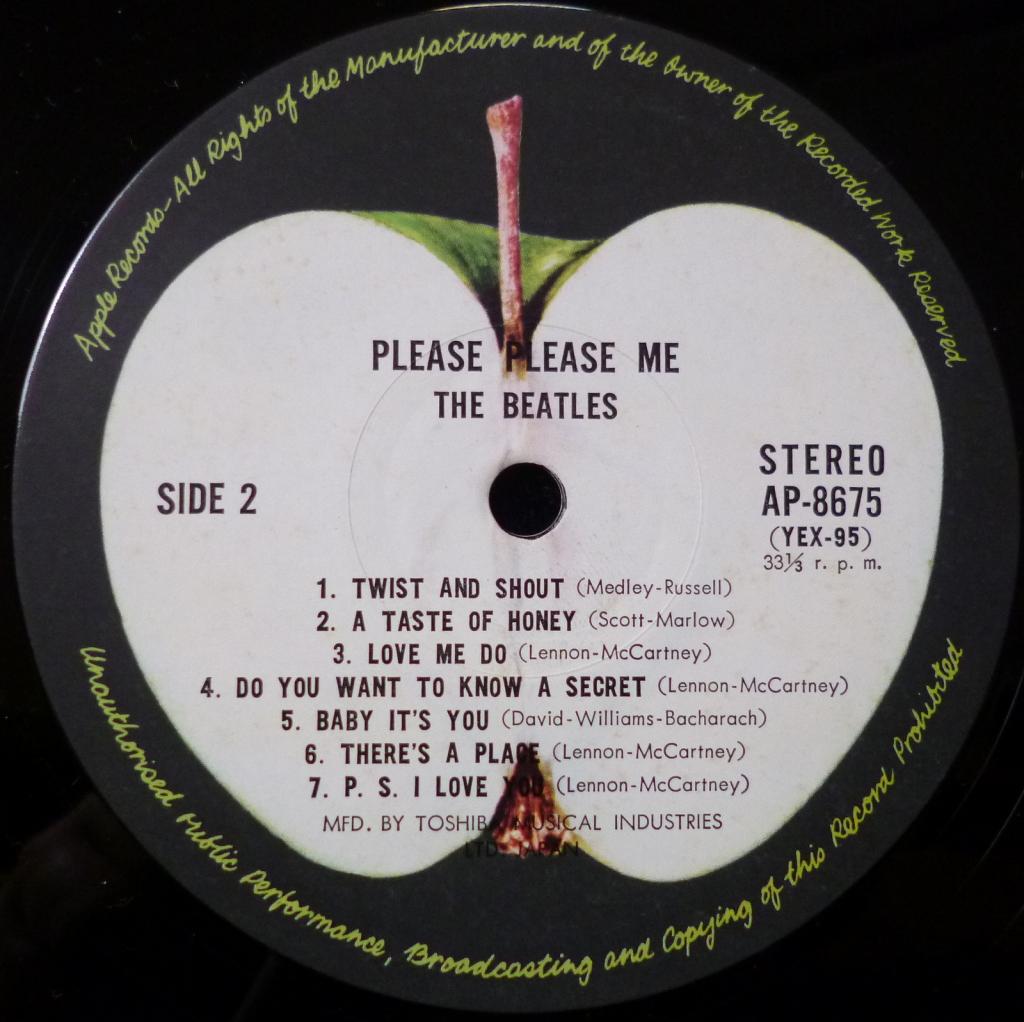 Apple Records-All Rights of the Manufacturer and of the Owner of the Recorded Work Reserved
PLEASE PLEASE ME
THE BEATLES
SIDE 2
STEREO
AP-8675
(YEX-95)
33⅓ r. p. m.
1. TWIST AND SHOUT (Medley-Russell)
2. A TASTE OF HONEY (Scott-Marlow)
3. LOVE ME DO (Lennon-McCartney)
4. DO YOU WANT TO KNOW A SECRET (Lennon-McCartney)
5. BABY IT'S YOU (David-Williams-Bacharach)
6. THERE'S A PLACE (Lennon-McCartney)
7. P. S. I LOVE YOU (Lennon-McCartney)
MFD. BY TOSHIBA MUSICAL INDUSTRIES
LTD. JAPAN
Unauthorised Public Performance, Broadcasting and Copying of this Record Prohibited